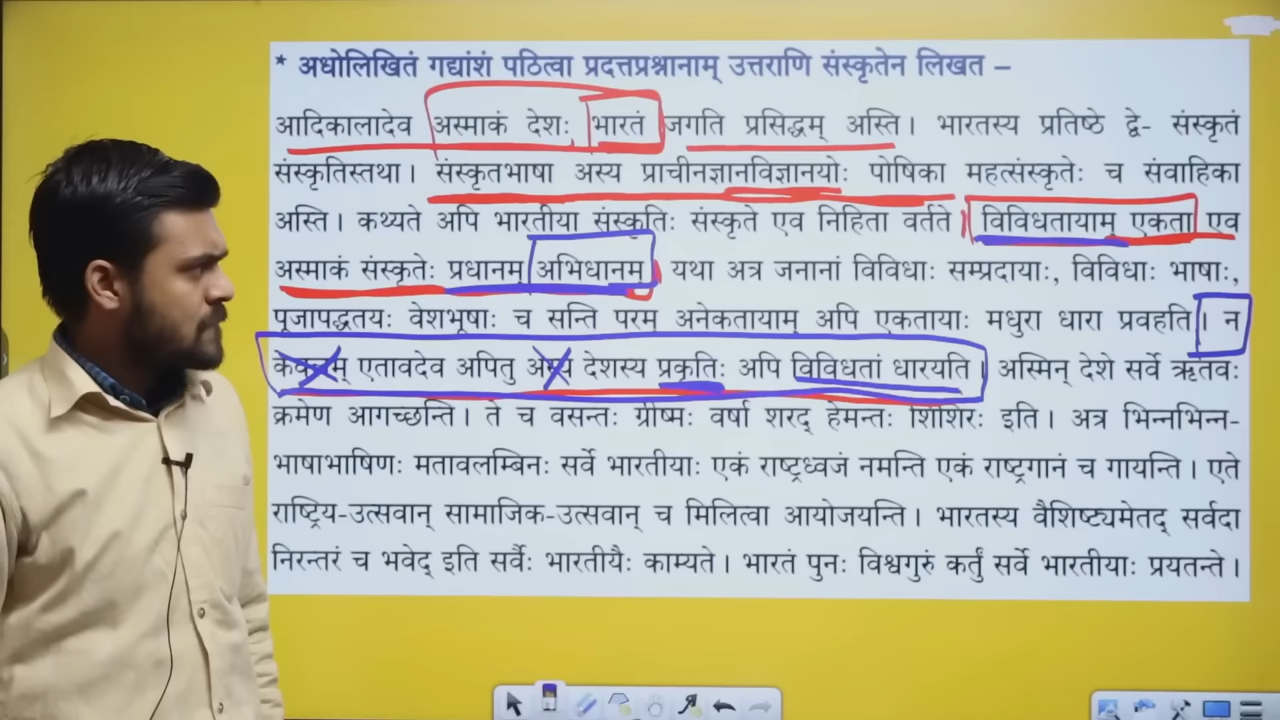 * अधोलिखितं गद्यांशं पठित्वा प्रदत्तप्रश्नानाम् उत्तराणि संस्कृतेन लिखत –
आदिकालादेव अस्माकं देशः भारतं जगति प्रसिद्धम् अस्ति। भारतस्य प्रतिष्ठे द्वे- संस्कृतं
संस्कृतिस्तथा। संस्कृतभाषा अस्य प्राचीनज्ञानविज्ञानयोः पोषिका महत्संस्कृतेः च संवाहिका
अस्ति। कथ्यते अपि भारतीया संस्कृतिः संस्कृते एव निहिता वर्तते। विविधतायाम् एकता एव
अस्माकं संस्कृतेः प्रधानम् अभिधानम्। यथा अत्र जनानां विविधाः सम्प्रदायाः, विविधाः भाषाः,
पूजापद्धतयः वेशभूषाः च सन्ति परम् अनेकतायाम् अपि एकतायाः मधुरा धारा प्रवहति। न
केवलम् एतावदेव अपितु अस्य देशस्य प्रकृतिः अपि विविधतां धारयति। अस्मिन् देशे सर्वे ऋतवः
क्रमेण आगच्छन्ति। ते च वसन्तः ग्रीष्मः वर्षा शरद् हेमन्तः शिशिरः इति। अत्र भिन्नभिन्न-
भाषाभाषिणः मतावलम्बिनः सर्वे भारतीयाः एकं राष्ट्रध्वजं नमन्ति एकं राष्ट्रगानं च गायन्ति। एते
राष्ट्रिय-उत्सवान् सामाजिक-उत्सवान् च मिलित्वा आयोजयन्ति। भारतस्य वैशिष्ट्यमेतद् सर्वदा
निरन्तरं च भवेद् इति सर्वैः भारतीयैः काम्यते। भारतं पुनः विश्वगुरुं कर्तुं सर्वे भारतीयाः प्रयतन्ते।